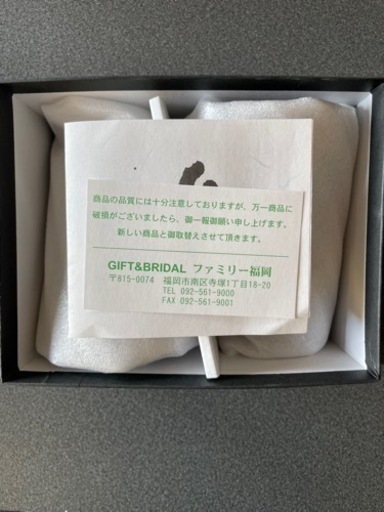 商品の品質には十分注意しておりますが、万一商品に
破損がございましたら、御一報御願い申し上げます。
新しい商品と御取替えさせて頂きます。
GIFT&BRIDAL ファミリー福岡
〒815-0074 福岡市南区寺塚1丁目18-20
TEL 092-561-9000
FAX 092-561-9001